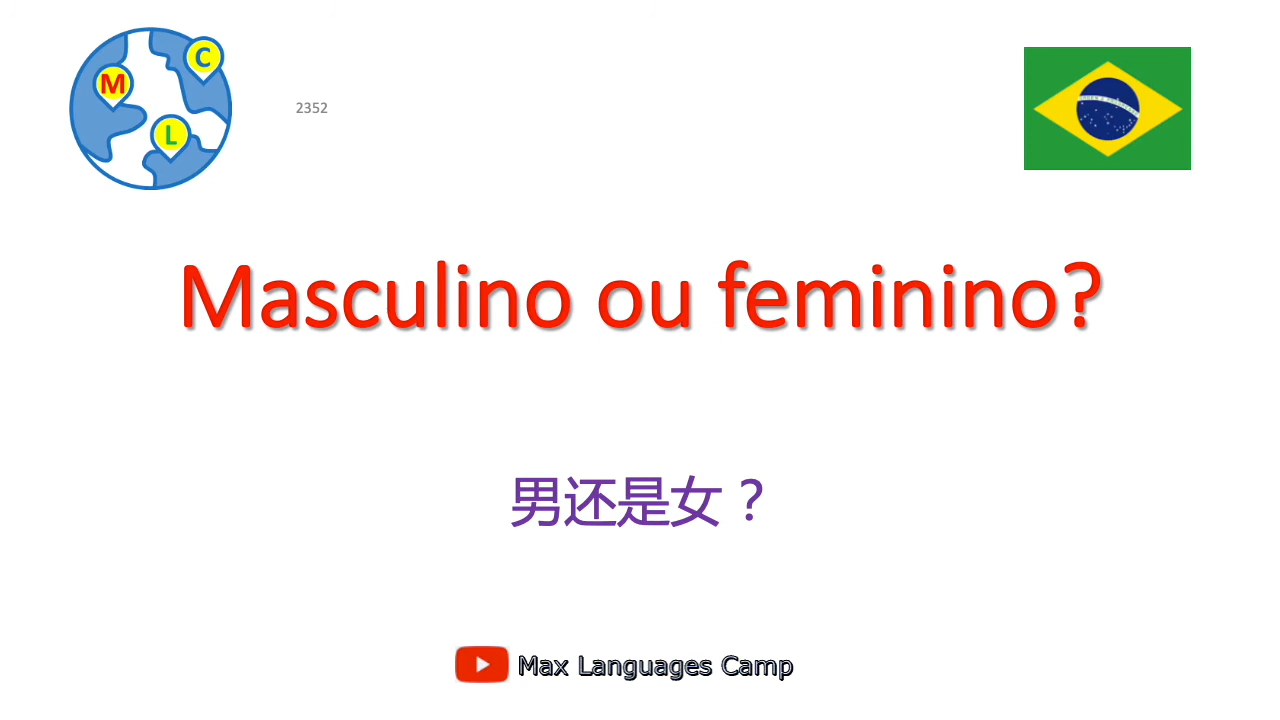 C
M
L
2352
Masculino ou feminino?
男还是女？
Max Languages Camp